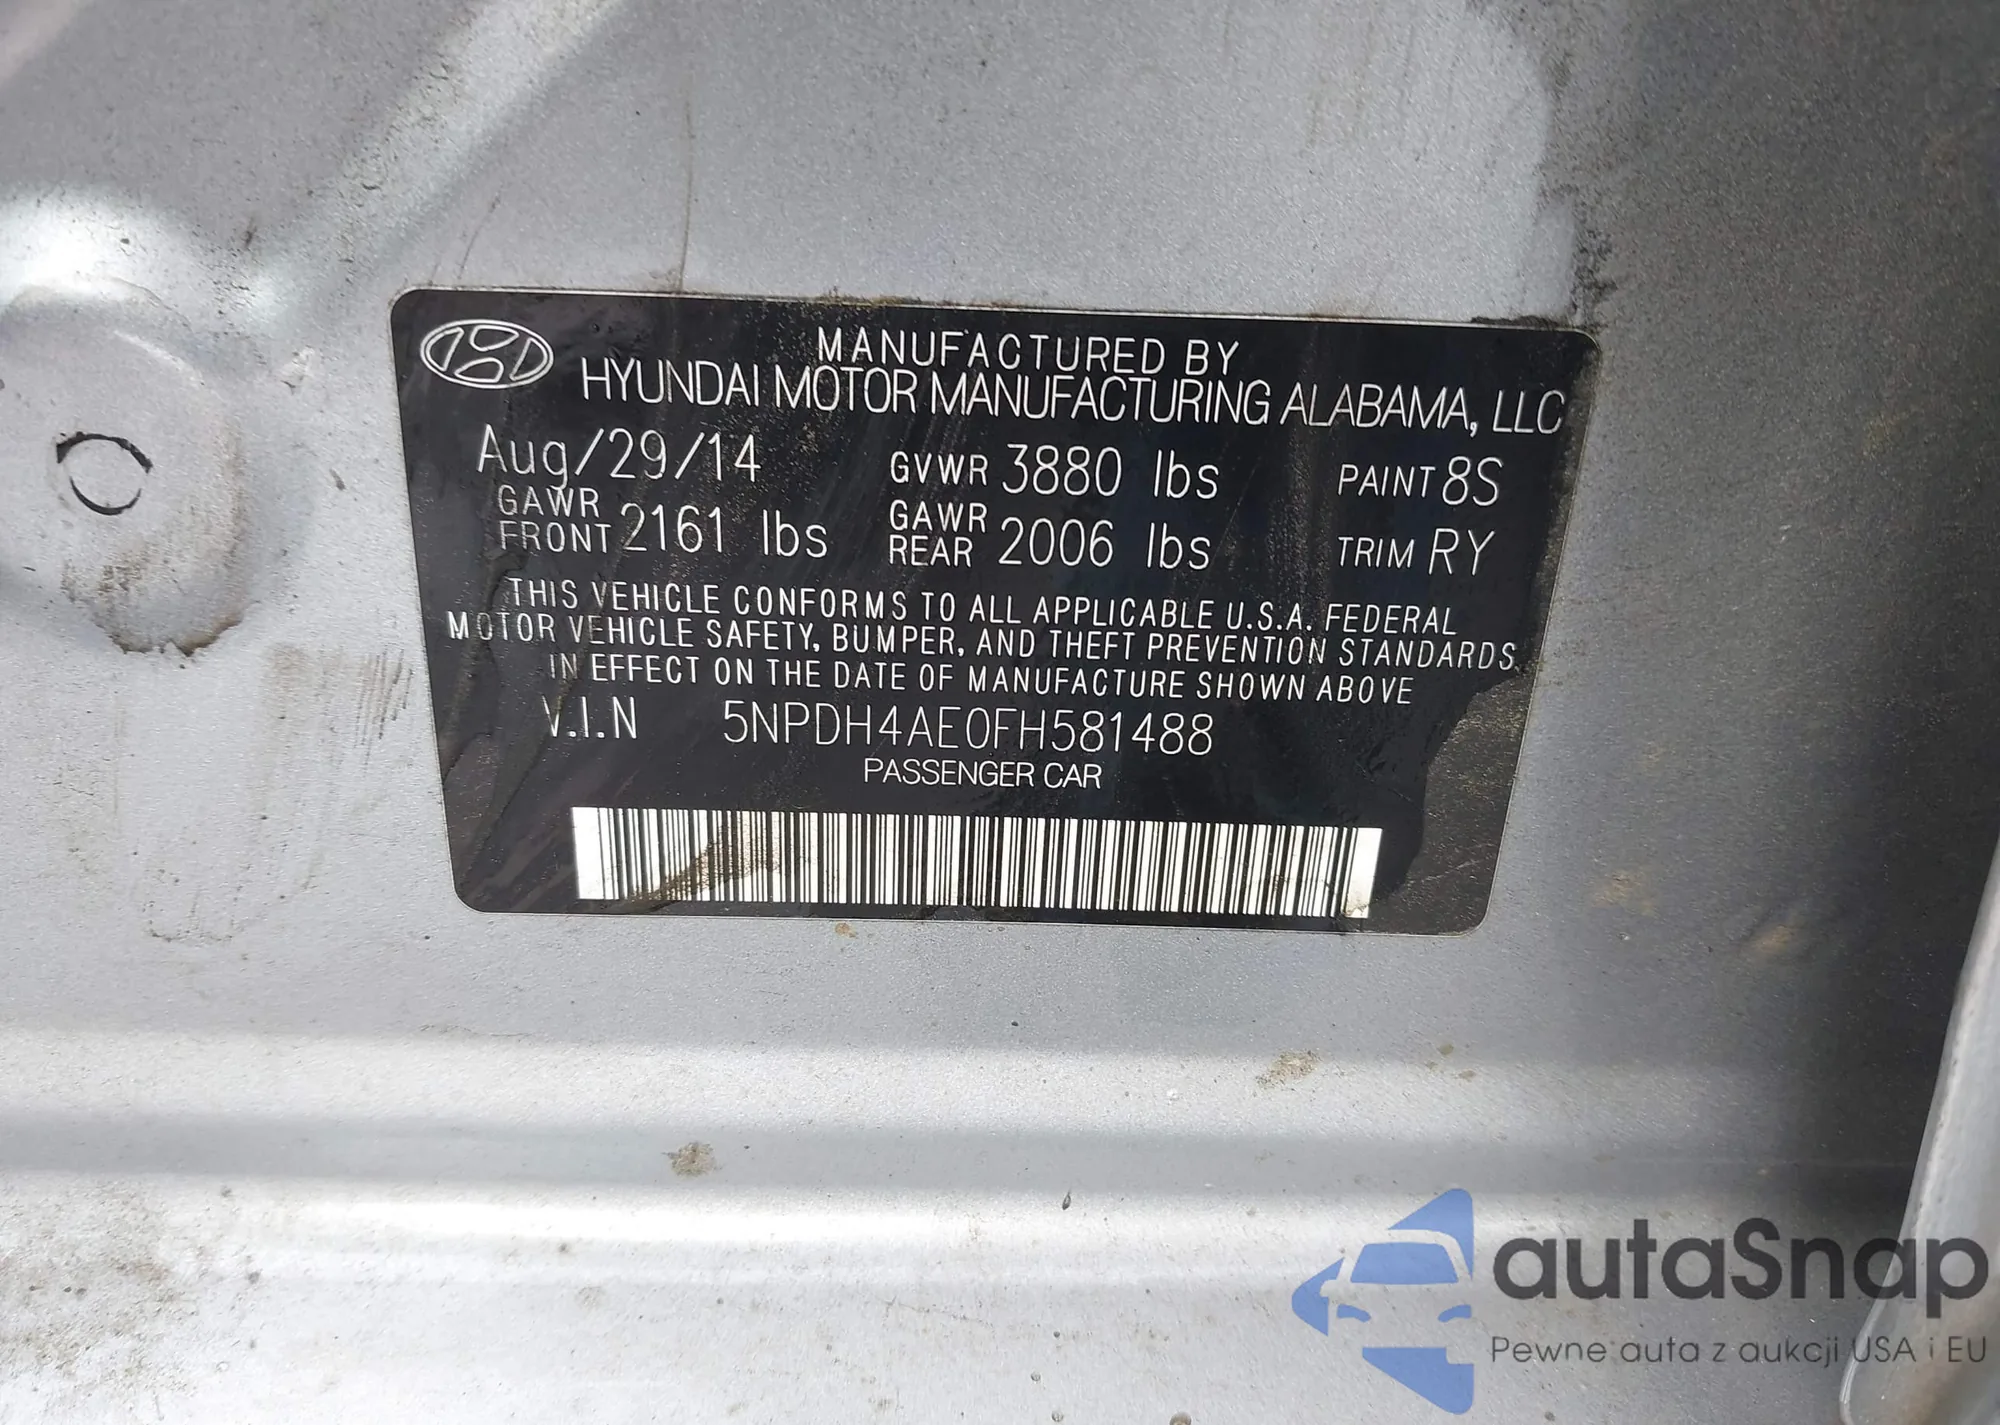 MANUFACTURED BY
HYUNDAI MOTOR MANUFACTURING ALABAMA, LLC
Aug/29/14 GVWR 3880 lbs PAINT 8S
GAWR FRONT 2161 lbs GAWR REAR 2006 lbs TRIM RY
THIS VEHICLE CONFORMS TO ALL APPLICABLE U.S.A. FEDERAL
MOTOR VEHICLE SAFETY, BUMPER, AND THEFT PREVENTION STANDARDS
IN EFFECT ON THE DATE OF MANUFACTURE SHOWN ABOVE
V.I.N 5NPDH4AE0FH581488
PASSENGER CAR
autaSnap
Pewne auta z aukcji USA i EU